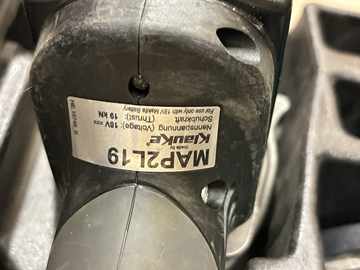 MAP2L19
made by
Klauke
Nennspannung (Voltage): 18V
Schubkraft (Thrust): 19 kN
For use only with 18V Makita Battery